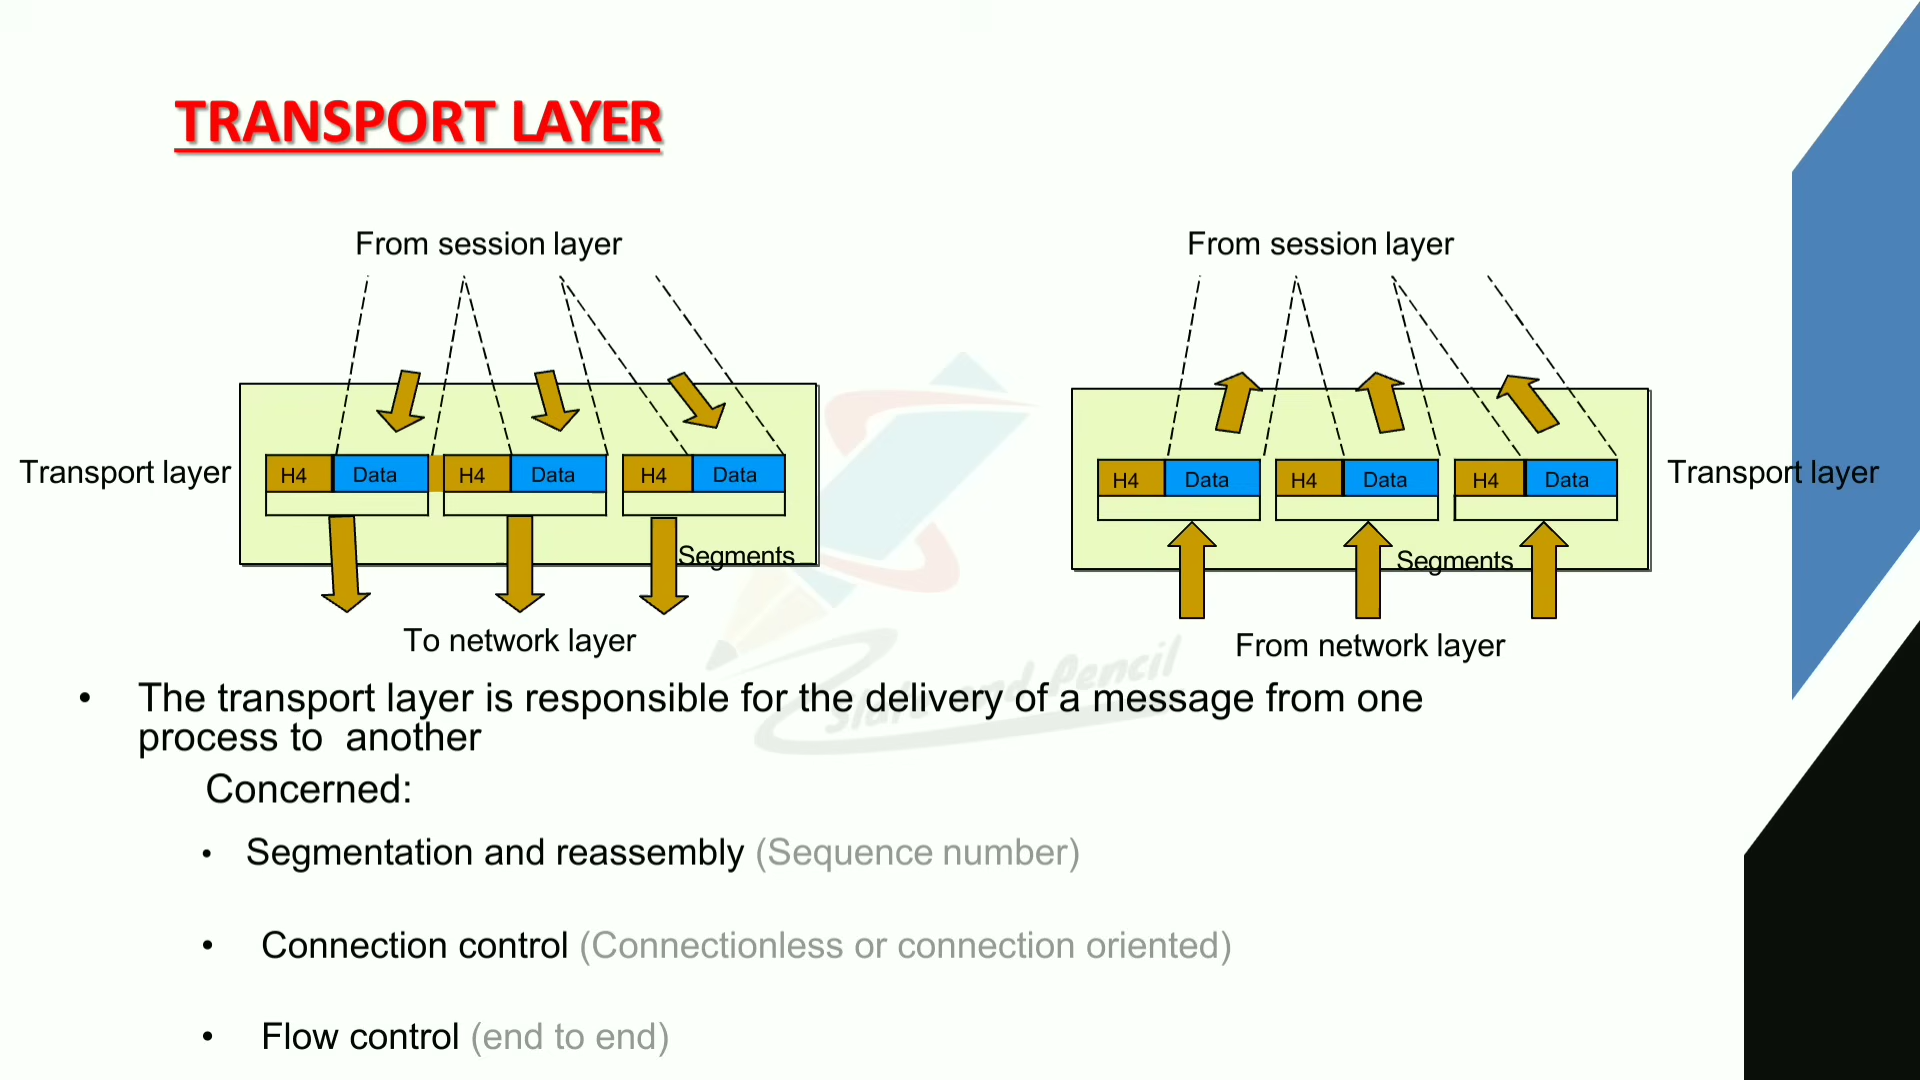 TRANSPORT LAYER
From session layer
From session layer
Transport layer
H4 Data H4 Data H4 Data
Segments
To network layer
H4 Data H4 Data H4 Data
Transport layer
Segments
From network layer
Slate and Pencil
• The transport layer is responsible for the delivery of a message from one
process to another
Concerned:
• Segmentation and reassembly (Sequence number)
• Connection control (Connectionless or connection oriented)
• Flow control (end to end)